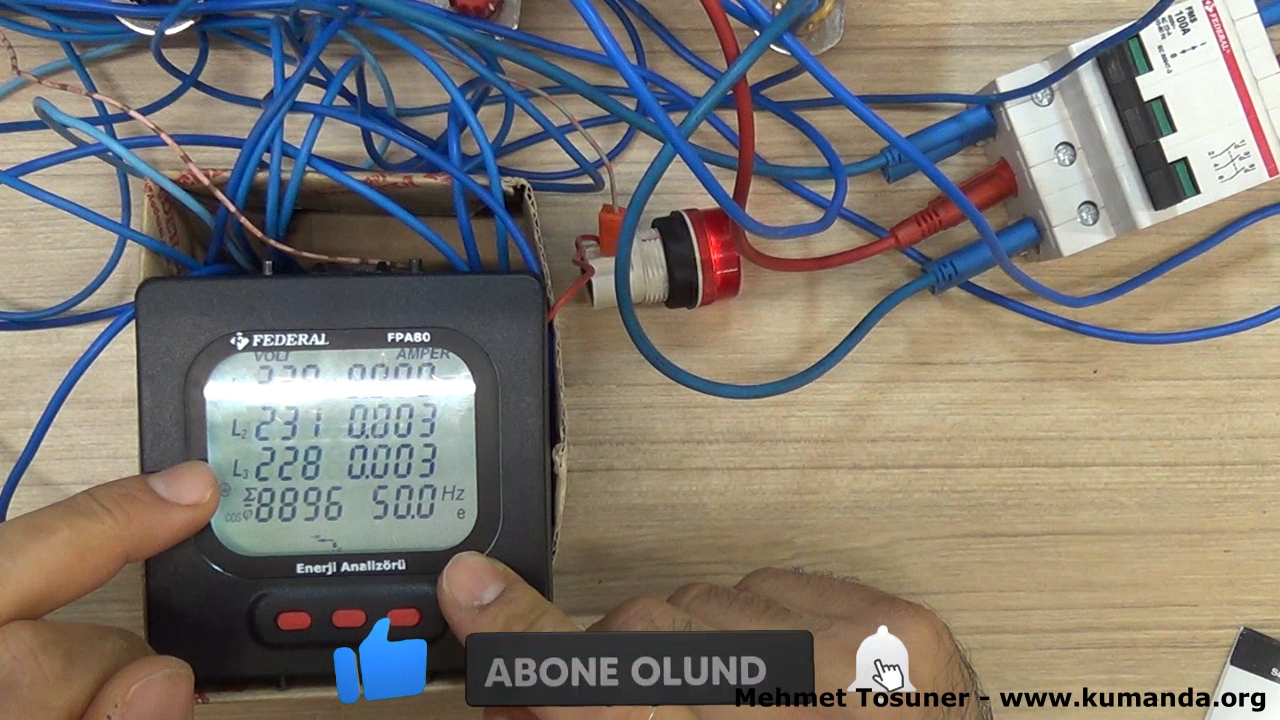 FEDERAL
100A
FEDERAL FPA80
VOLT AMPER
L2 231 0.003
L3 228 0.003
Σ 8896 50.0 Hz
cosφ e
Enerji Analizörü
ABONE OLUND
Mehmet Tosuner - www.kumanda.org